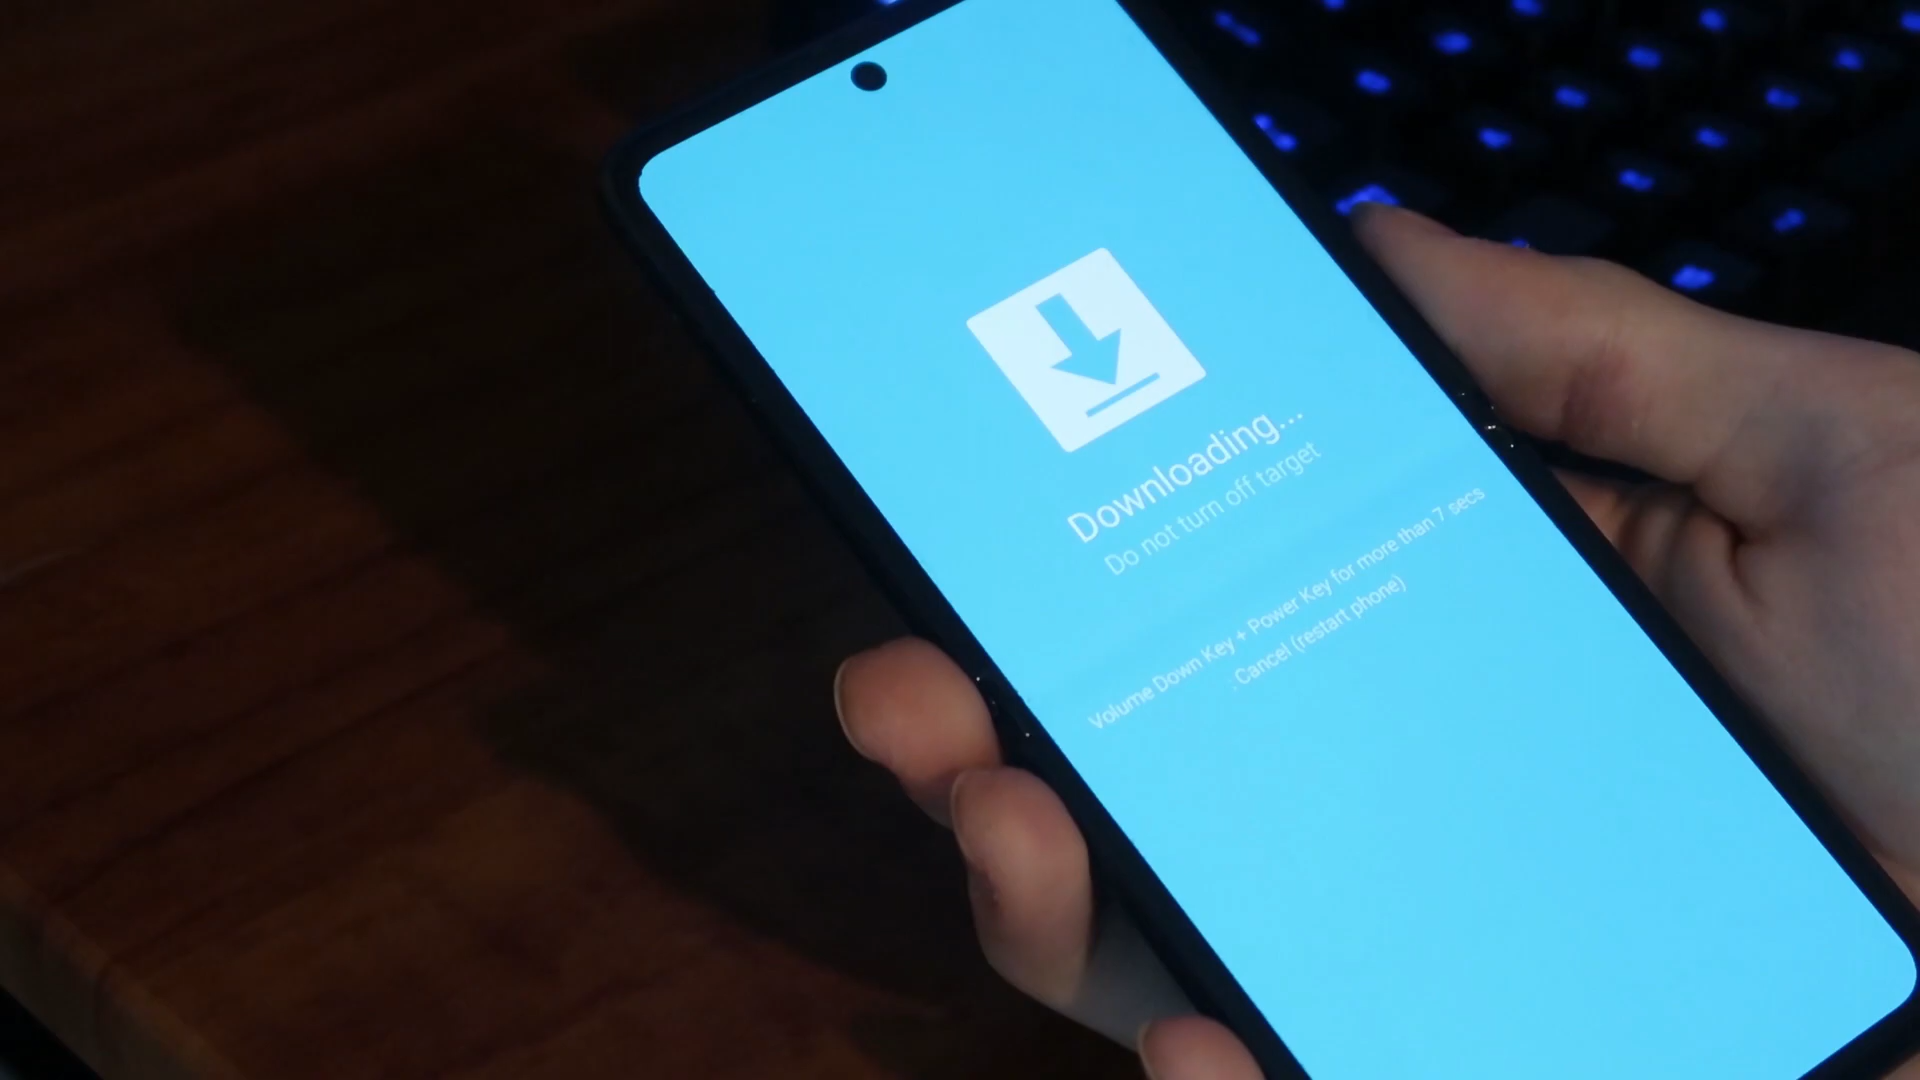 Downloading...
Do not turn off target
Volume Down Key + Power Key for more than 7 secs
: Cancel (restart phone)